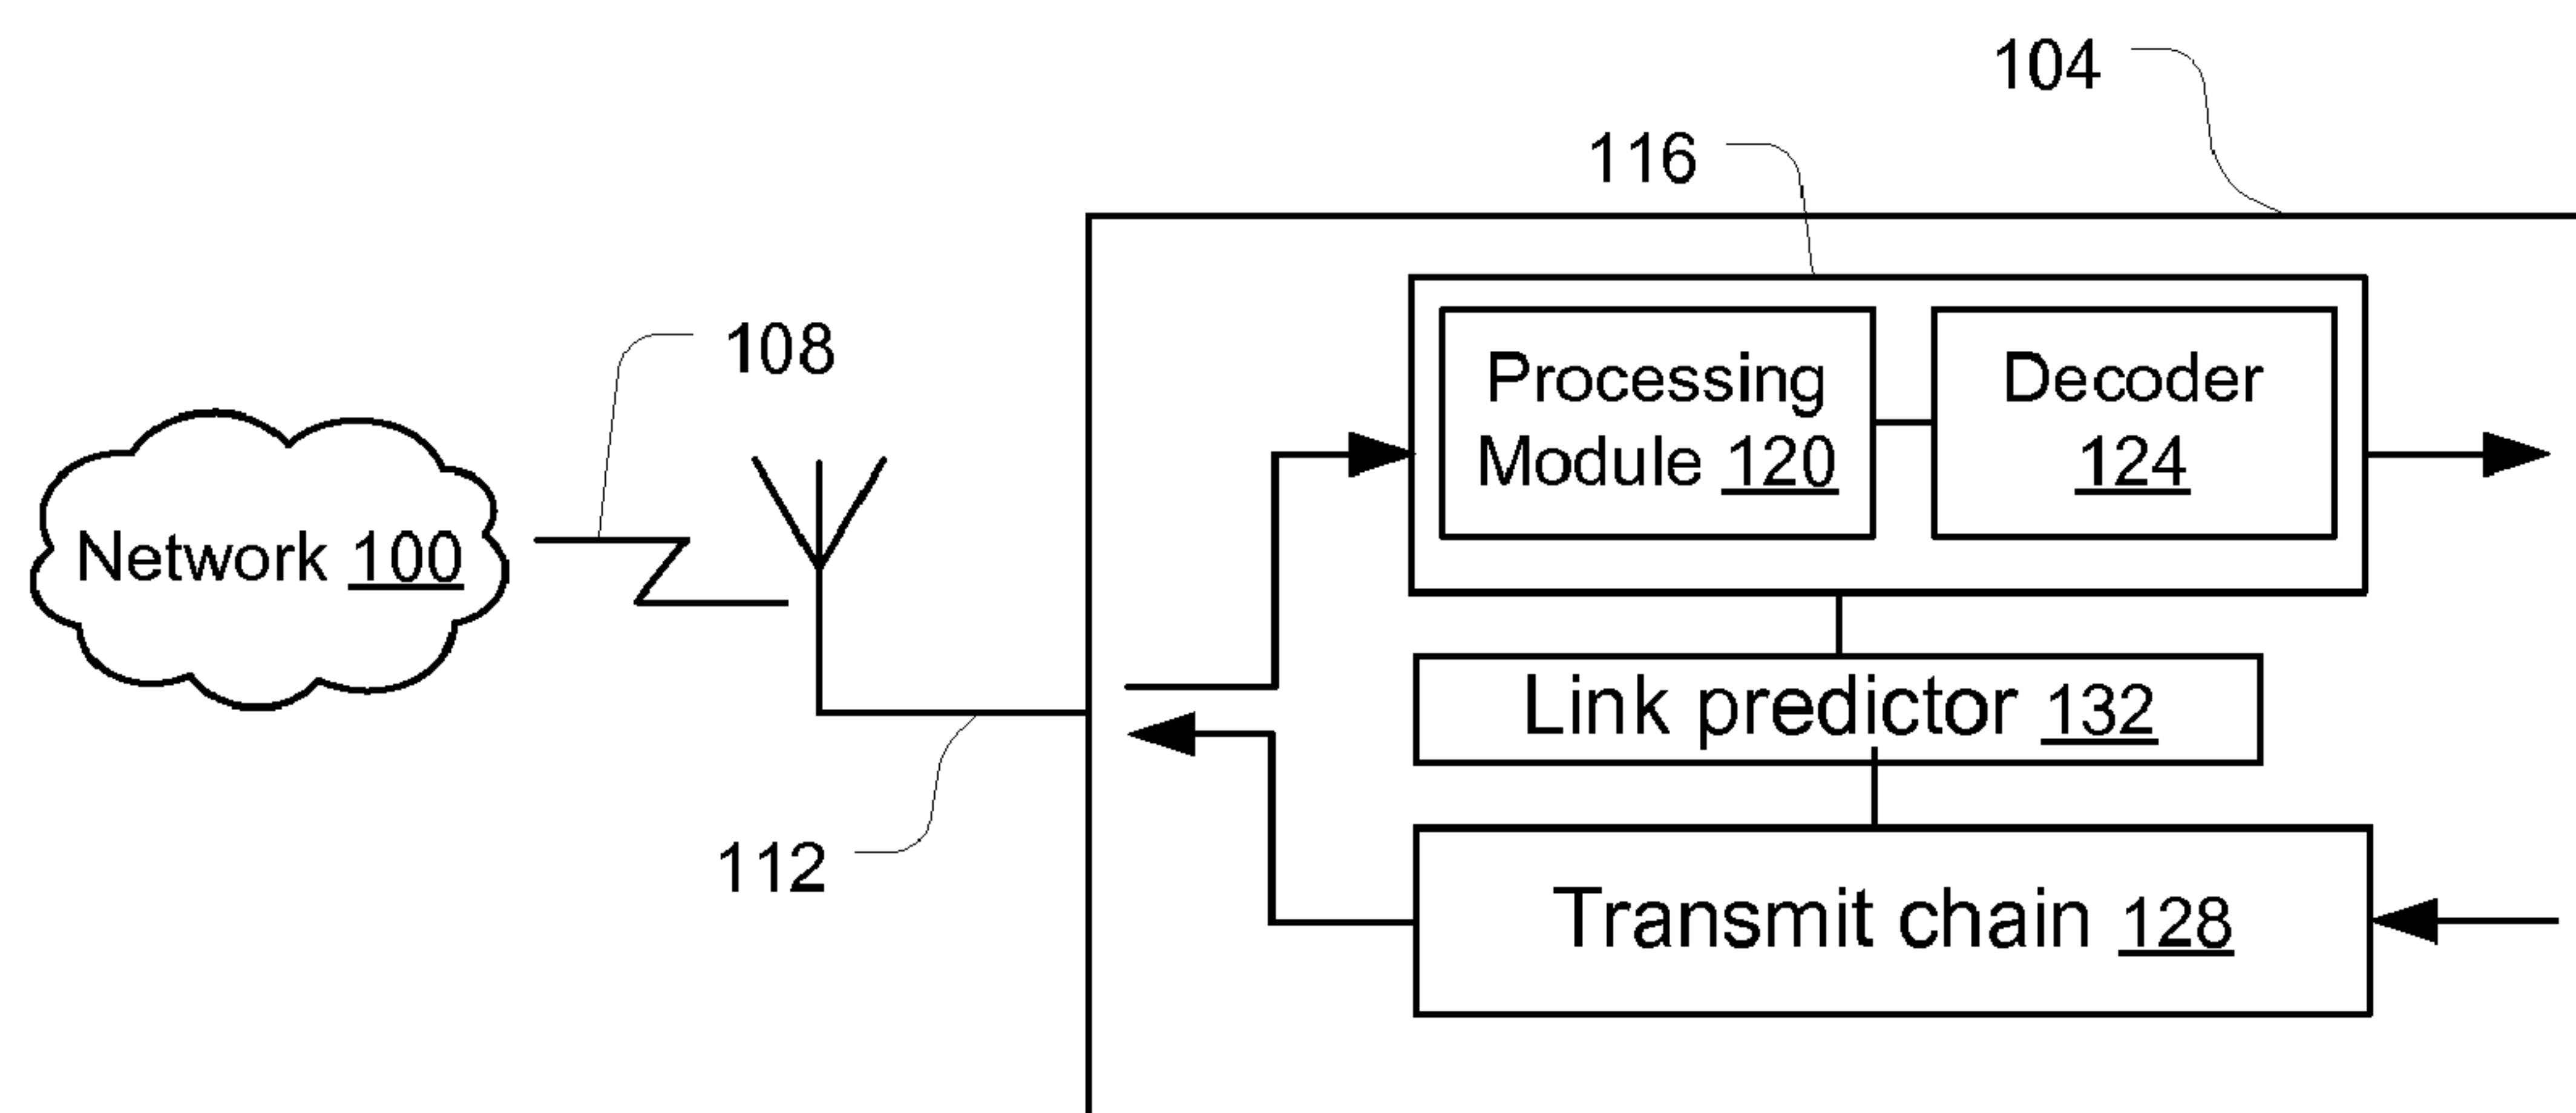 104
116
108
Processing
Module 120
Decoder
124
Network 100
Link predictor 132
112
Transmit chain 128